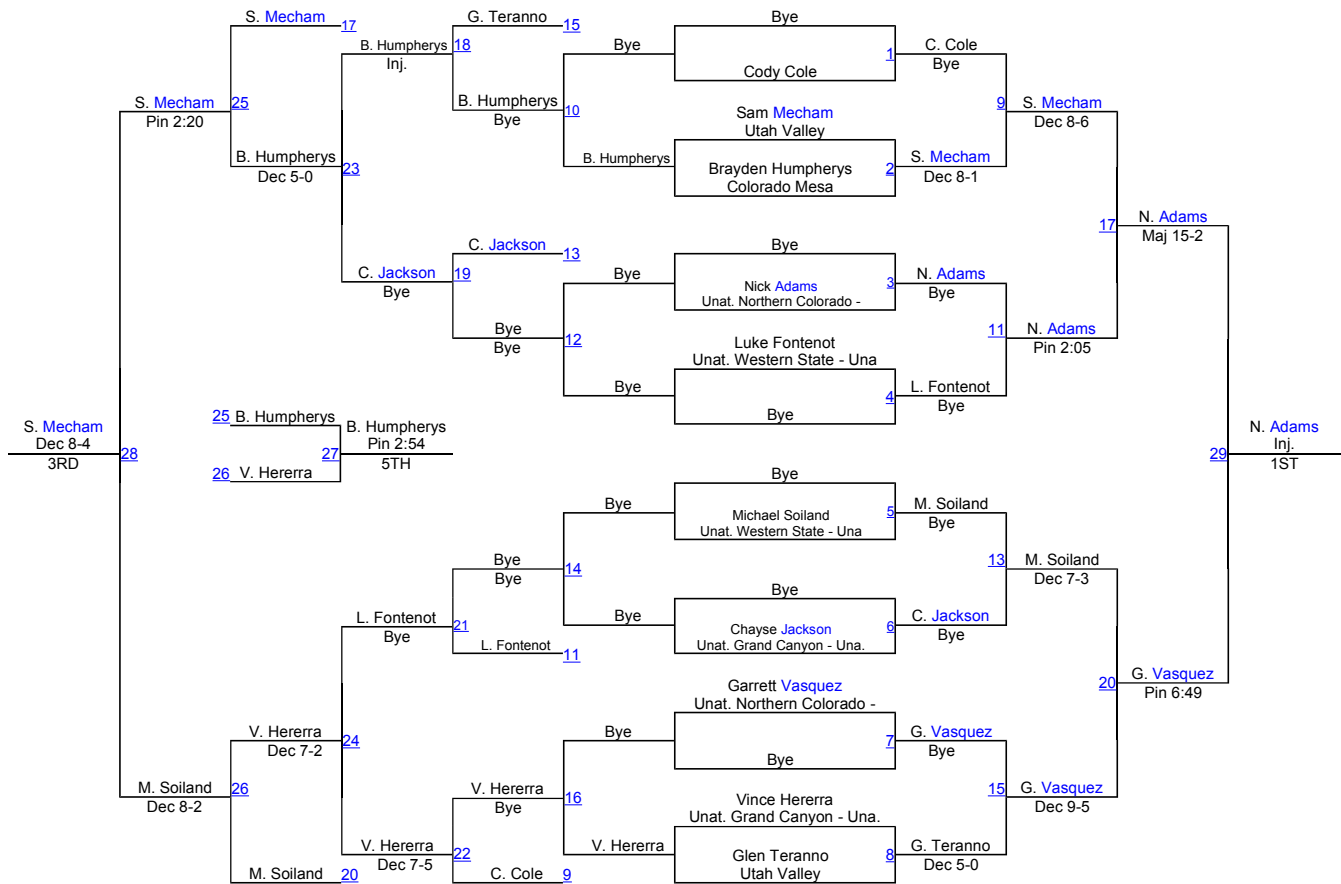 S. Mecham
17
G. Teranno
15
Bye
B. Humpherys
18
Inj.
Bye
1
C. Cole
Bye
Cody Cole
S. Mecham
25
Pin 2:20
B. Humpherys
10
Bye
9
S. Mecham
Dec 8-6
Sam Mecham
Utah Valley
B. Humpherys
23
Dec 5-0
B. Humpherys
Brayden Humpherys
Colorado Mesa
2
S. Mecham
Dec 8-1
17
N. Adams
Maj 15-2
C. Jackson
13
Bye
C. Jackson
19
Bye
Bye
Nick Adams
Unat. Northern Colorado -
3
N. Adams
Bye
Bye
Bye
12
11
N. Adams
Pin 2:05
Luke Fontenot
Unat. Western State - Una
Bye
4
L. Fontenot
Bye
Bye
S. Mecham
Dec 8-4
3RD
28
25
B. Humpherys
27
B. Humpherys
Pin 2:54
5TH
26
V. Hererra
29
N. Adams
Inj.
1ST
Bye
Bye
Michael Soiland
Unat. Western State - Una
5
M. Soiland
Bye
Bye
Bye
14
13
M. Soiland
Dec 7-3
L. Fontenot
Bye
21
L. Fontenot
11
Bye
Chayse Jackson
Unat. Grand Canyon - Una.
6
C. Jackson
Bye
20
G. Vasquez
Pin 6:49
Garrett Vasquez
Unat. Northern Colorado -
V. Hererra
Dec 7-2
24
Bye
7
G. Vasquez
Bye
Bye
M. Soiland
Dec 8-2
26
V. Hererra
Bye
16
15
G. Vasquez
Dec 9-5
Vince Hererra
Unat. Grand Canyon - Una.
V. Hererra
Dec 7-5
22
V. Hererra
Glen Teranno
Utah Valley
8
G. Teranno
Dec 5-0
M. Soiland
20
C. Cole
9